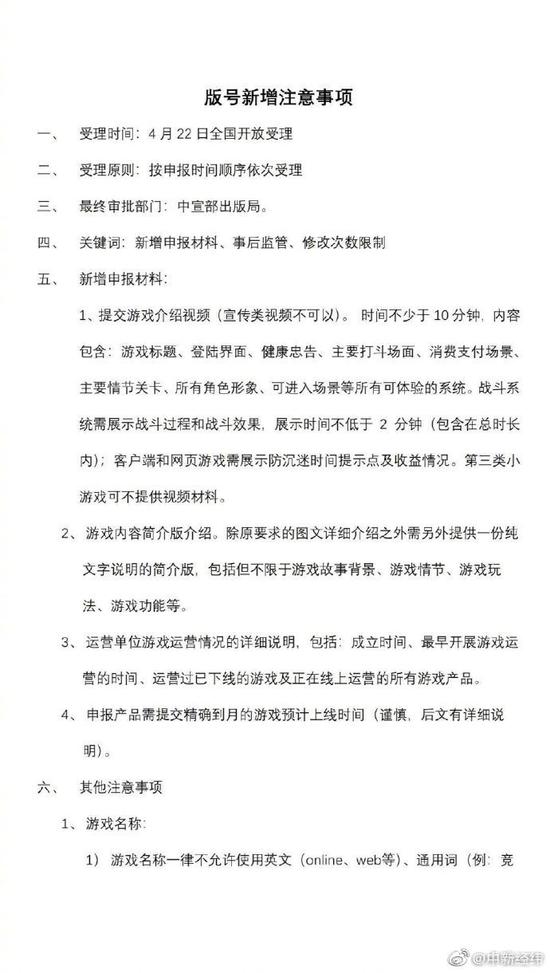 版号新增注意事项
一、 受理时间：4 月 22 日全国开放受理
二、 受理原则：按申报时间顺序依次受理
三、 最终审批部门：中宣部出版局。
四、 关键词：新增申报材料、事后监管、修改次数限制
五、 新增申报材料：
1、提交游戏介绍视频（宣传类视频不可以）。 时间不少于 10 分钟，内容
包含：游戏标题、登陆界面、健康忠告、主要打斗场面、消费支付场景、
主要情节关卡、所有角色形象、可进入场景等所有可体验的系统。战斗系
统需展示战斗过程和战斗效果，展示时间不低于 2 分钟（包含在总时长
内）；客户端和网页游戏需展示防沉迷时间提示点及收益情况。第三类小
游戏可不提供视频材料。
2、 游戏内容简介版介绍。除原要求的图文详细介绍之外需另外提供一份纯
文字说明的简介版，包括但不限于游戏故事背景、游戏情节、游戏玩
法、游戏功能等。
3、 运营单位游戏运营情况的详细说明，包括：成立时间、最早开展游戏运
营的时间、运营过已下线的游戏及正在线上运营的所有游戏产品。
4、 申报产品需提交精确到月的游戏预计上线时间（谨慎，后文有详细说
明）。
六、 其他注意事项
1、 游戏名称：
1） 游戏名称一律不允许使用英文（online、web等）、通用词（例：竞
@中新经纬